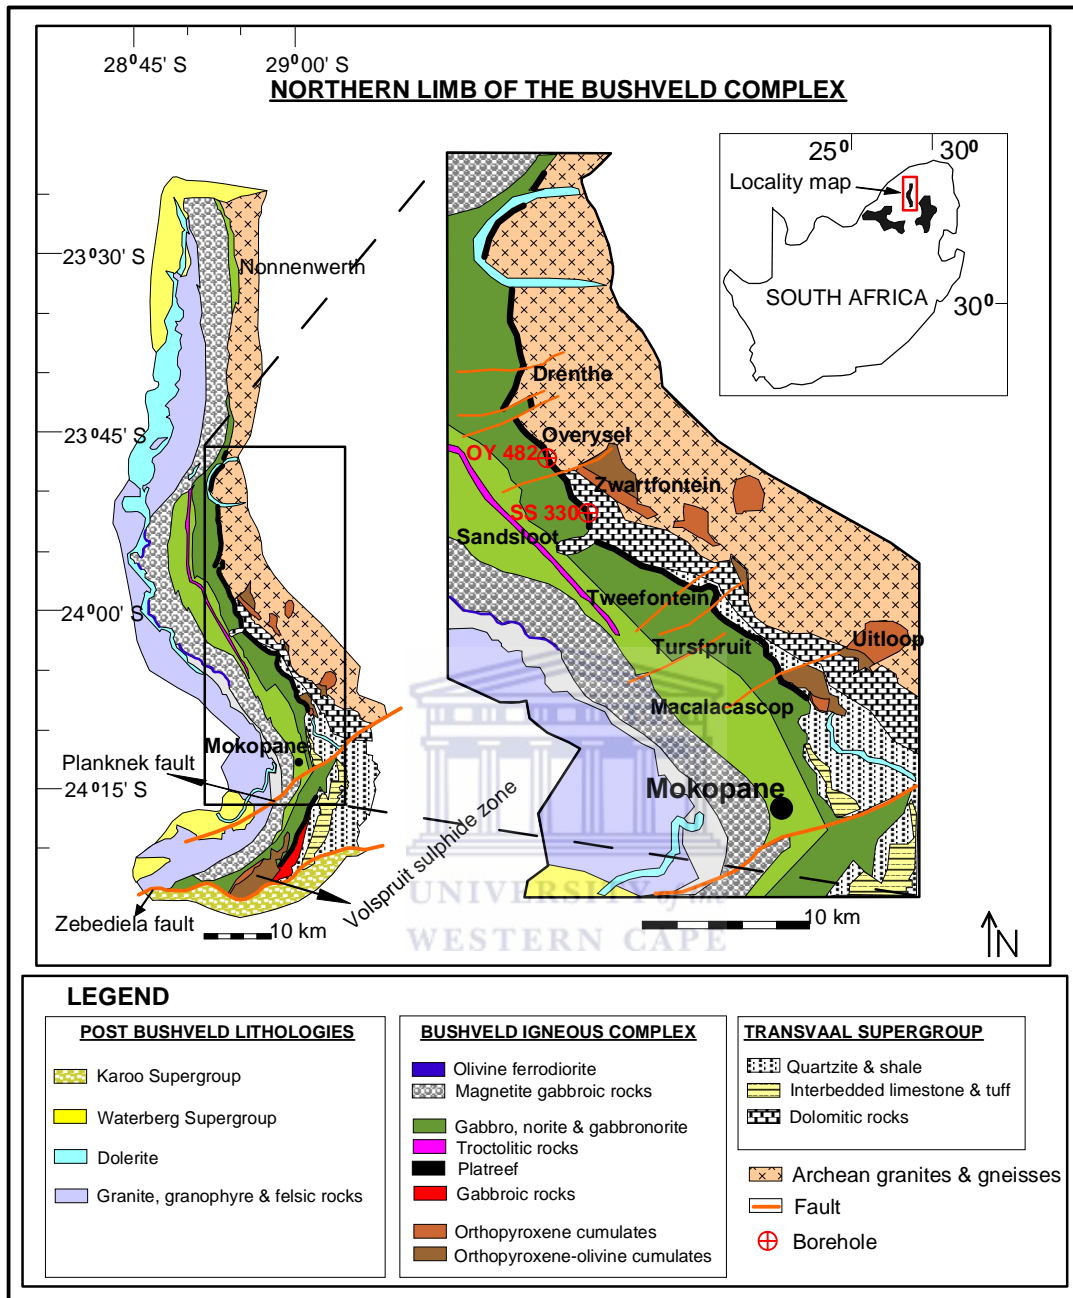 28⁰45' S
29⁰00' S
NORTHERN LIMB OF THE BUSHVELD COMPLEX
25⁰
30⁰
Locality map
SOUTH AFRICA
30⁰
23⁰30' S
Nonnenwerth
23⁰45' S
24⁰00' S
24⁰15' S
Mokopane
Planknek fault
Zebediela fault
10 km
Volspruit sulphide zone
Drenthe
Overysel
OY 482
Zwartfontein
SS 330
Sandsloot
Tweefontein
Tursfpruit
Uitloop
Macalacascop
Mokopane
UNIVERSITY of the
WESTERN CAPE
10 km
N
LEGEND
POST BUSHVELD LITHOLOGIES
Karoo Supergroup
Waterberg Supergroup
Dolerite
Granite, granophyre & felsic rocks
BUSHVELD IGNEOUS COMPLEX
Olivine ferrodiorite
Magnetite gabbroic rocks
Gabbro, norite & gabbronorite
Troctolitic rocks
Platreef
Gabbroic rocks
Orthopyroxene cumulates
Orthopyroxene-olivine cumulates
TRANSVAAL SUPERGROUP
Quartzite & shale
Interbedded limestone & tuff
Dolomitic rocks
Archean granites & gneisses
Fault
Borehole